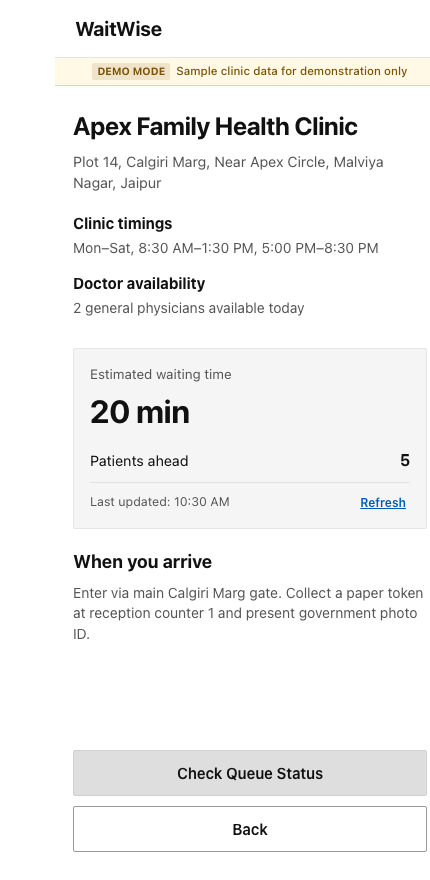 WaitWise
DEMO MODE Sample clinic data for demonstration only
Apex Family Health Clinic
Plot 14, Calgiri Marg, Near Apex Circle, Malviya
Nagar, Jaipur
Clinic timings
Mon–Sat, 8:30 AM–1:30 PM, 5:00 PM–8:30 PM
Doctor availability
2 general physicians available today
Estimated waiting time
20 min
Patients ahead 5
Last updated: 10:30 AM Refresh
When you arrive
Enter via main Calgiri Marg gate. Collect a paper token
at reception counter 1 and present government photo
ID.
Check Queue Status
Back